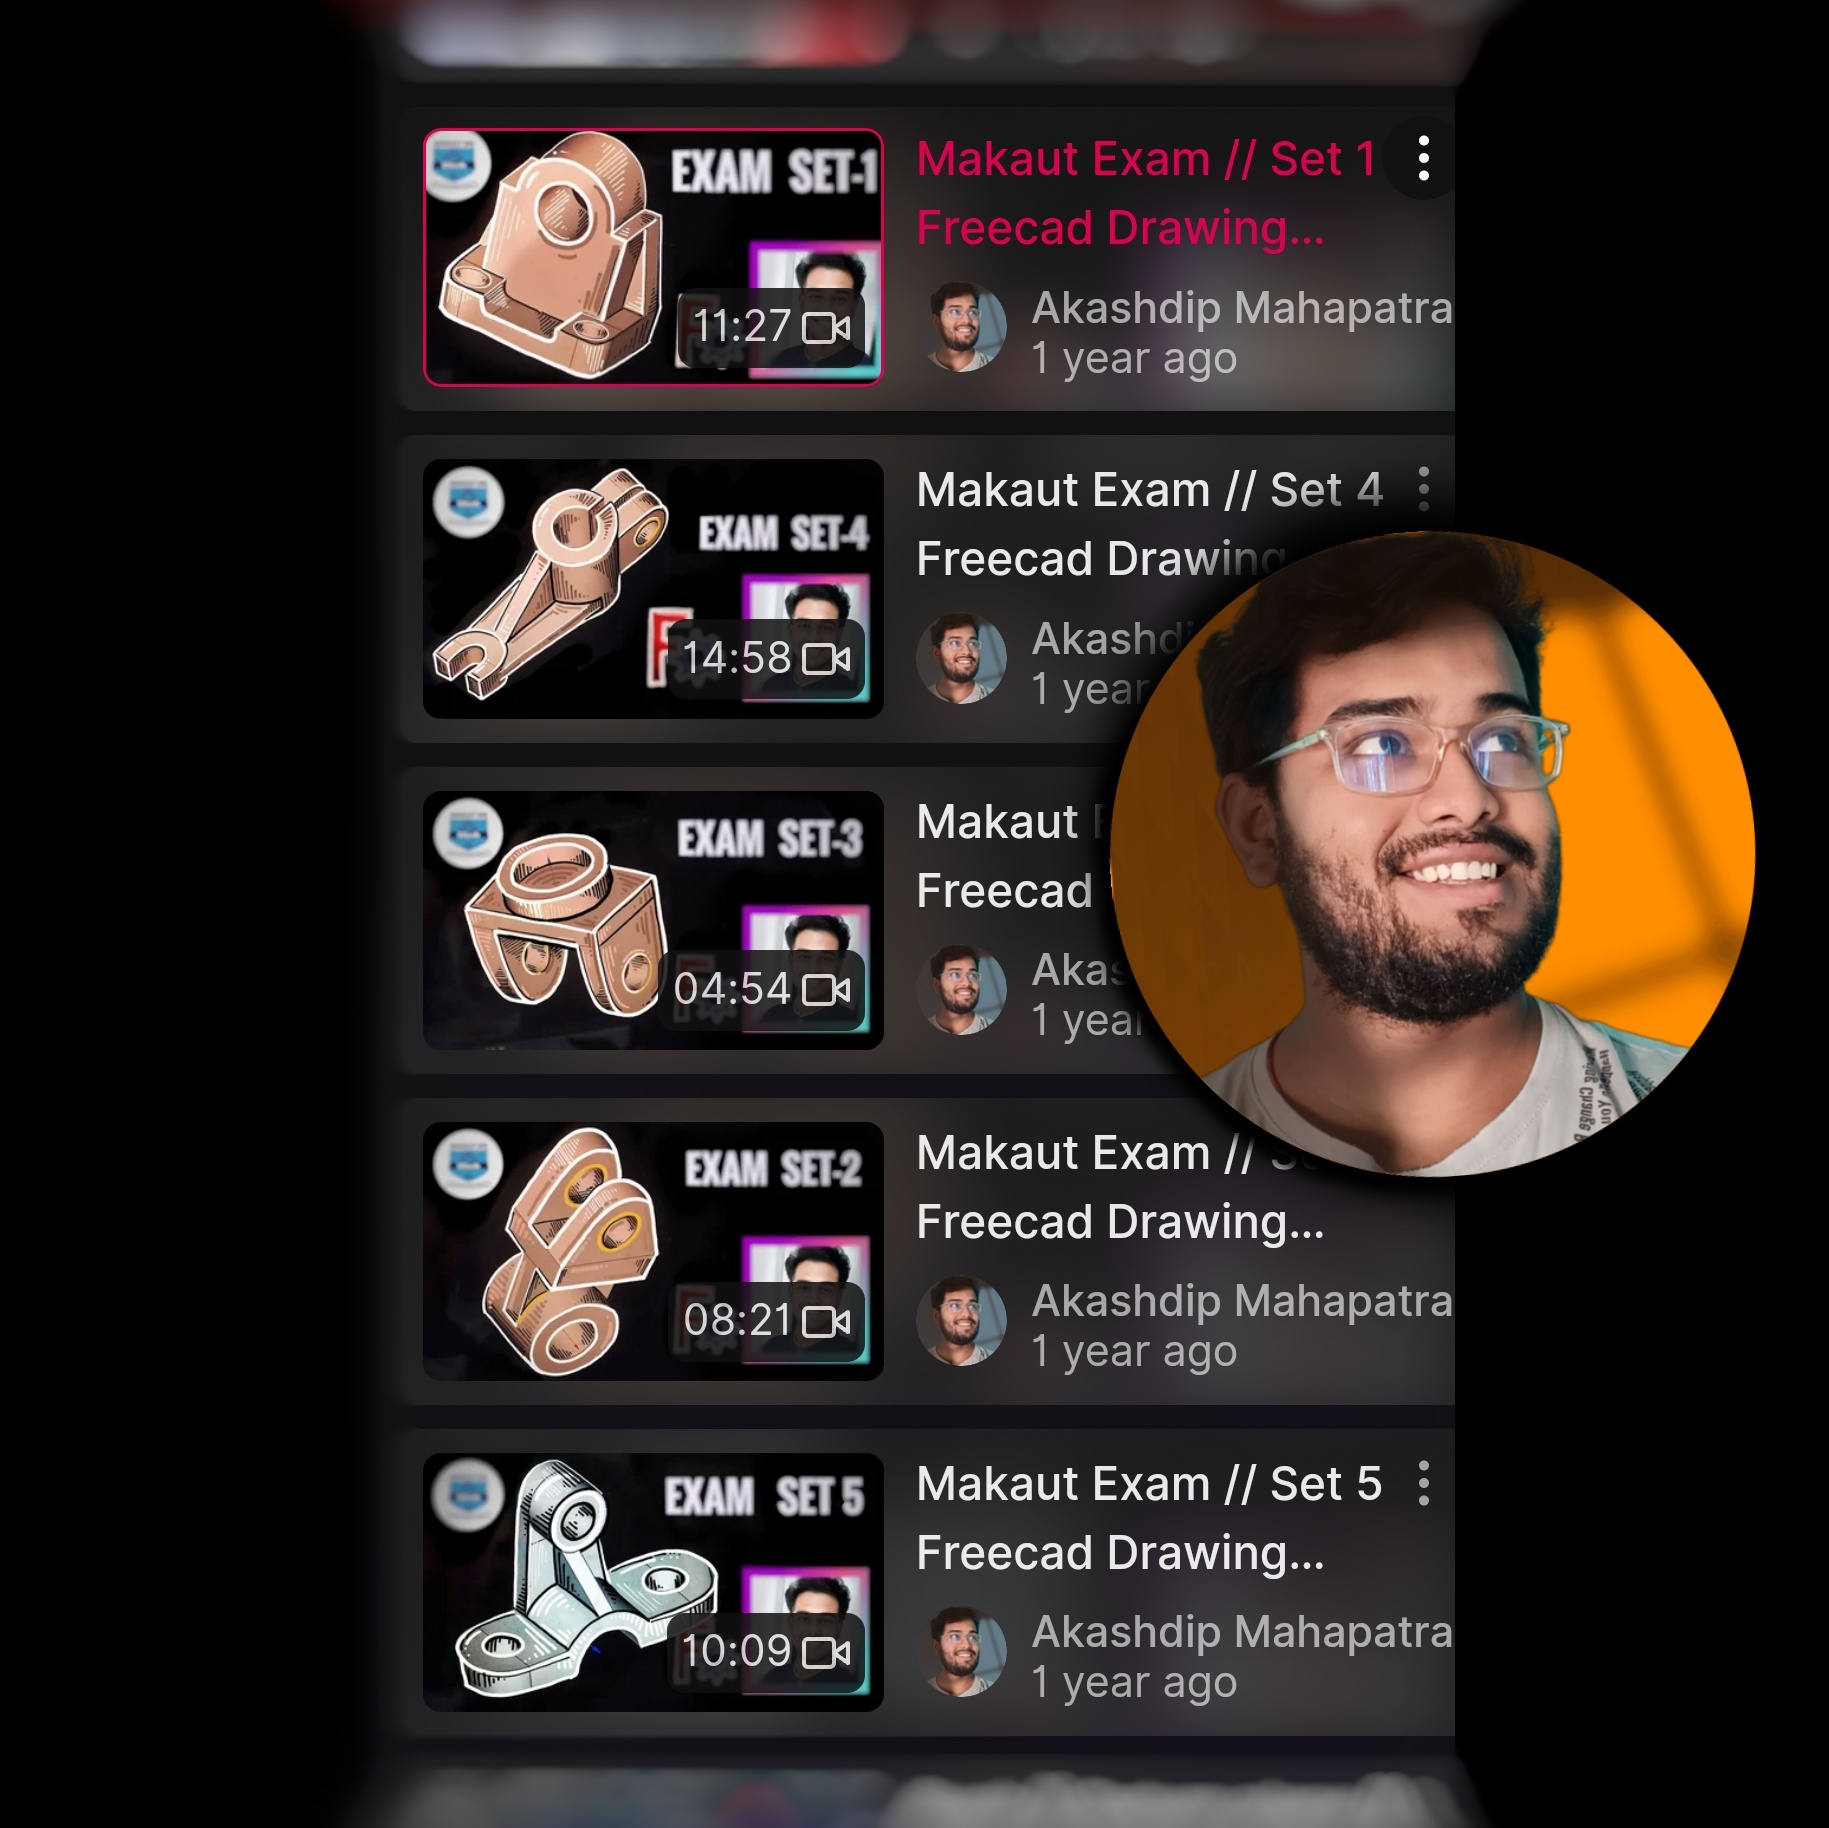 EXAM SET-1
11:27
Makaut Exam // Set 1
Freecad Drawing...
Akashdip Mahapatra
1 year ago
EXAM SET-4
F
14:58
Makaut Exam // Set 4
Freecad Drawing
Akashdi
1 year
EXAM SET-3
04:54
Makaut
Freecad
Akas
1 year
EXAM SET-2
08:21
Makaut Exam //
Freecad Drawing...
Akashdip Mahapatra
1 year ago
EXAM SET 5
10:09
Makaut Exam // Set 5
Freecad Drawing...
Akashdip Mahapatra
1 year ago